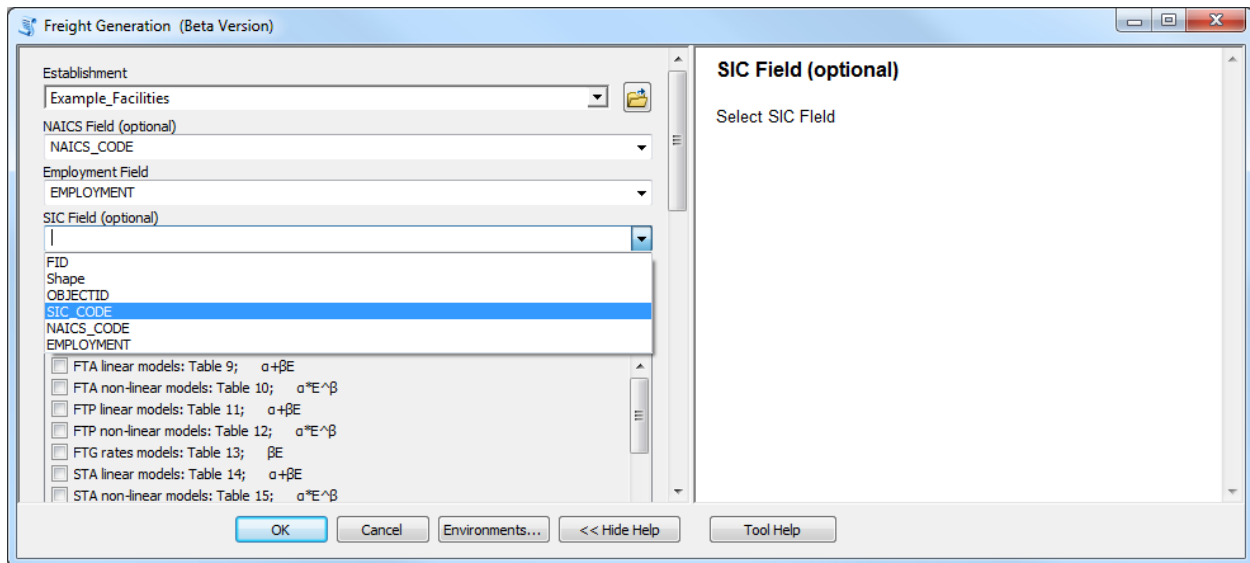 Freight Generation (Beta Version)
Establishment
Example_Facilities
NAICS Field (optional)
NAICS_CODE
Employment Field
EMPLOYMENT
SIC Field (optional)
FID
Shape
OBJECTID
SIC_CODE
NAICS_CODE
EMPLOYMENT
FTA linear models: Table 9; α+βE
FTA non-linear models: Table 10; α*E^β
FTP linear models: Table 11; α+βE
FTP non-linear models: Table 12; α*E^β
FTG rates models: Table 13; βE
STA linear models: Table 14; α+βE
STA non-linear models: Table 15; α*E^β
SIC Field (optional)
Select SIC FIeld
OK Cancel Environments... << Hide Help Tool Help